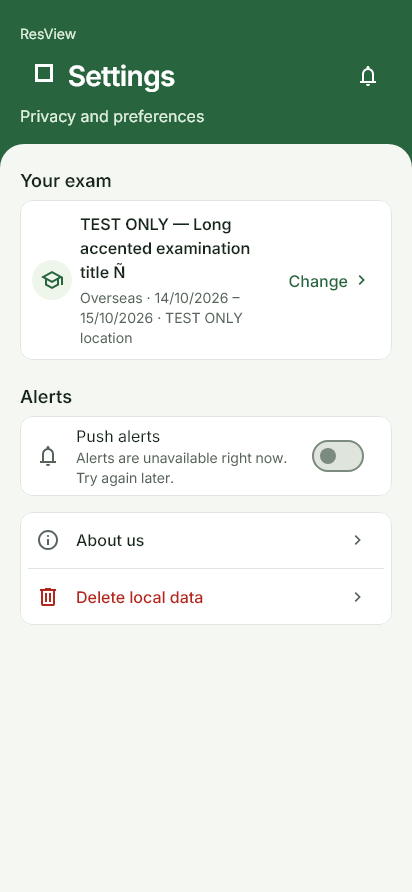 ResView
Settings
Privacy and preferences
Your exam
TEST ONLY — Long
accented examination
title Ñ
Overseas · 14/10/2026 –
15/10/2026 · TEST ONLY
location
Change
Alerts
Push alerts
Alerts are unavailable right now.
Try again later.
About us
Delete local data